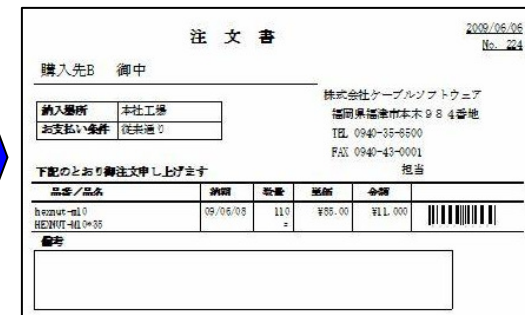 注 文 書
2009/06/06
No. 224
購入先B 御中
株式会社ケーブルソフトウェア
福岡県福津市本木984番地
TEL 0940-35-6500
FAX 0940-43-0001
担当
納入場所 本社工場
お支払い条件 従来通り
下記のとおり御注文申し上げます
品番/品名 納期 数量 単価 金額
hexnut-m10 09/06/08 110 ¥85.00 ¥11,000
HEXNUT-M10*35
備考